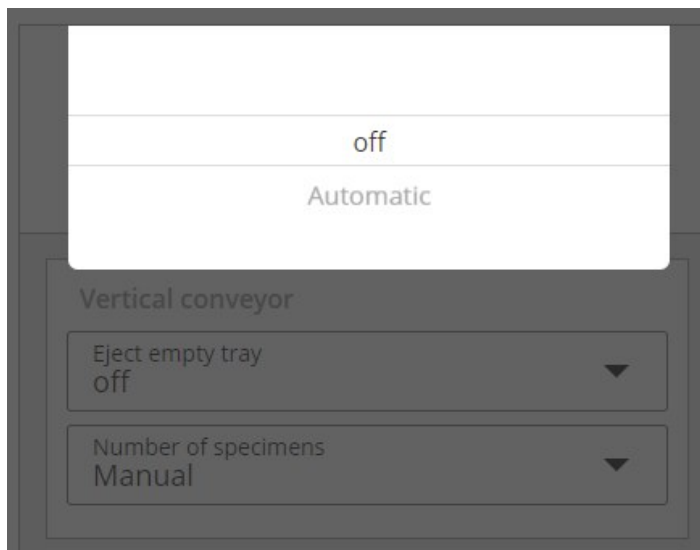 off
Automatic
Vertical conveyor
Eject empty tray
off
Number of specimens
Manual